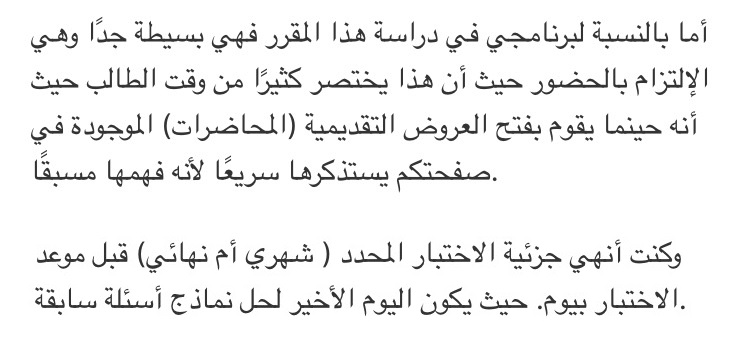 أما بالنسبة لبرنامجي في دراسة هذا المقرر فهي بسيطة جدًا وهي
الإلتزام بالحضور حيث أن هذا يختصر كثيرًا من وقت الطالب حيث
أنه حينما يقوم بفتح العروض التقديمية (المحاضرات) الموجودة في
صفحتكم يستذكرها سريعًا لأنه فهمها مسبقًا.
وكنت أنهي جزئية الاختبار المحدد ( شهري أم نهائي) قبل موعد
الاختبار بيوم. حيث يكون اليوم الأخير لحل نماذج أسئلة سابقة.